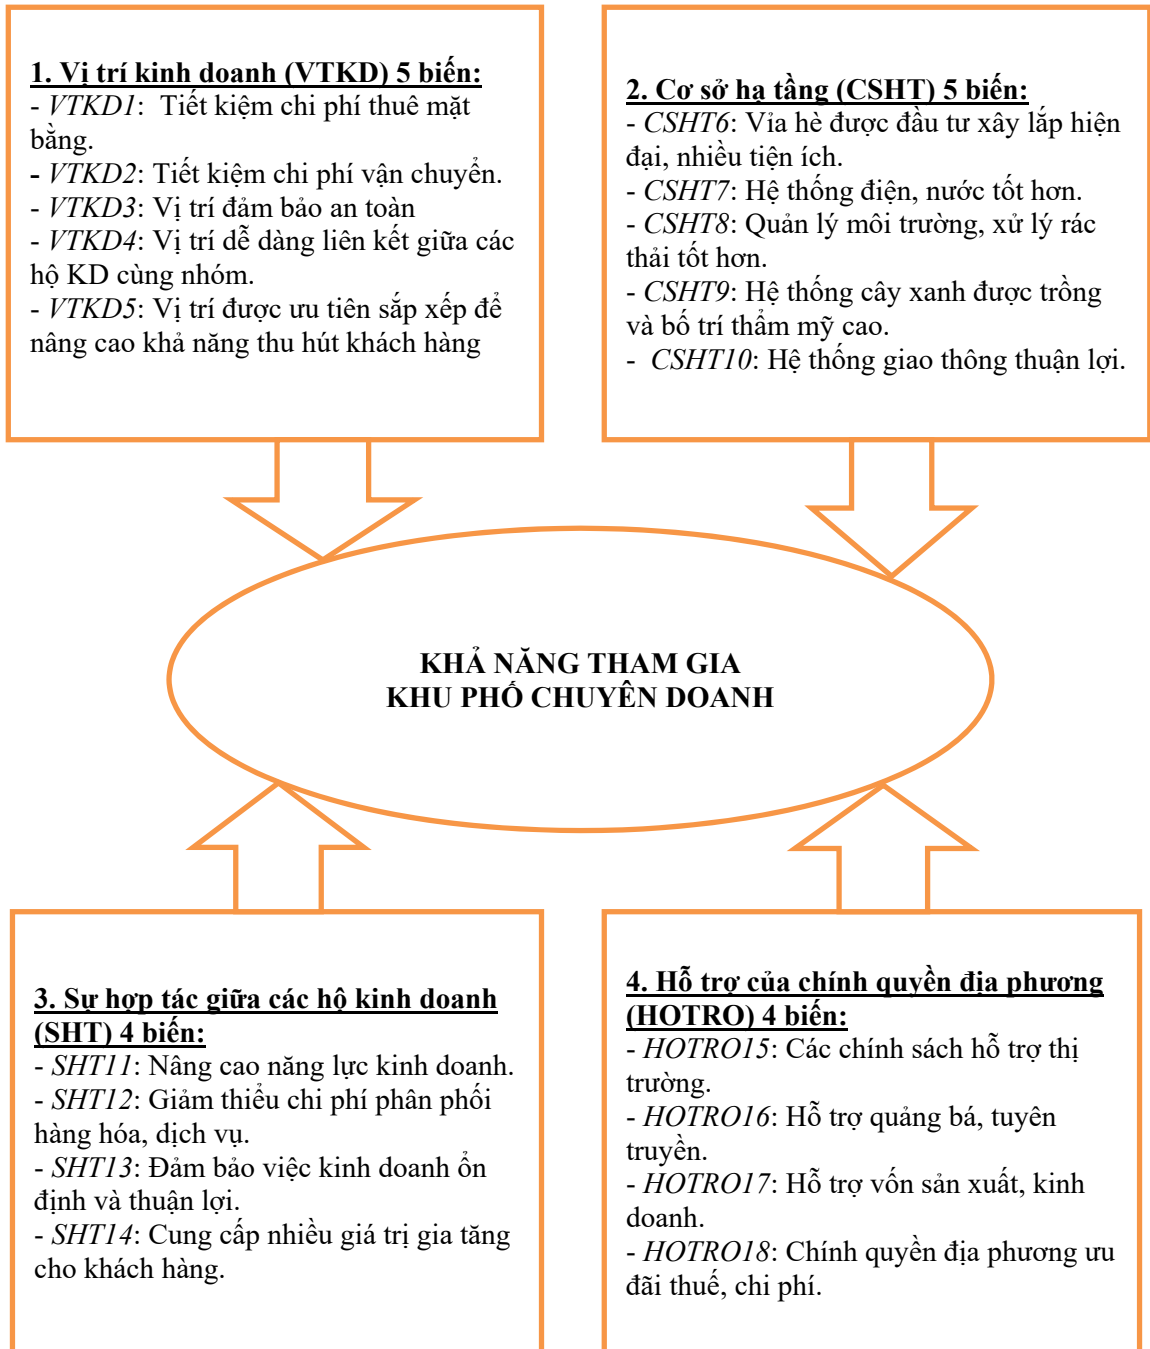 1. Vị trí kinh doanh (VTKD) 5 biến:
- VTKD1: Tiết kiệm chi phí thuê mặt
bằng.
- VTKD2: Tiết kiệm chi phí vận chuyển.
- VTKD3: Vị trí đảm bảo an toàn
- VTKD4: Vị trí dễ dàng liên kết giữa các
hộ KD cùng nhóm.
- VTKD5: Vị trí được ưu tiên sắp xếp để
nâng cao khả năng thu hút khách hàng
2. Cơ sở hạ tầng (CSHT) 5 biến:
- CSHT6: Vỉa hè được đầu tư xây lắp hiện
đại, nhiều tiện ích.
- CSHT7: Hệ thống điện, nước tốt hơn.
- CSHT8: Quản lý môi trường, xử lý rác
thải tốt hơn.
- CSHT9: Hệ thống cây xanh được trồng
và bố trí thẩm mỹ cao.
- CSHT10: Hệ thống giao thông thuận lợi.
KHẢ NĂNG THAM GIA
KHU PHỐ CHUYÊN DOANH
3. Sự hợp tác giữa các hộ kinh doanh
(SHT) 4 biến:
- SHT11: Nâng cao năng lực kinh doanh.
- SHT12: Giảm thiểu chi phí phân phối
hàng hóa, dịch vụ.
- SHT13: Đảm bảo việc kinh doanh ổn
định và thuận lợi.
- SHT14: Cung cấp nhiều giá trị gia tăng
cho khách hàng.
4. Hỗ trợ của chính quyền địa phương
(HOTRO) 4 biến:
- HOTRO15: Các chính sách hỗ trợ thị
trường.
- HOTRO16: Hỗ trợ quảng bá, tuyên
truyền.
- HOTRO17: Hỗ trợ vốn sản xuất, kinh
doanh.
- HOTRO18: Chính quyền địa phương ưu
đãi thuế, chi phí.